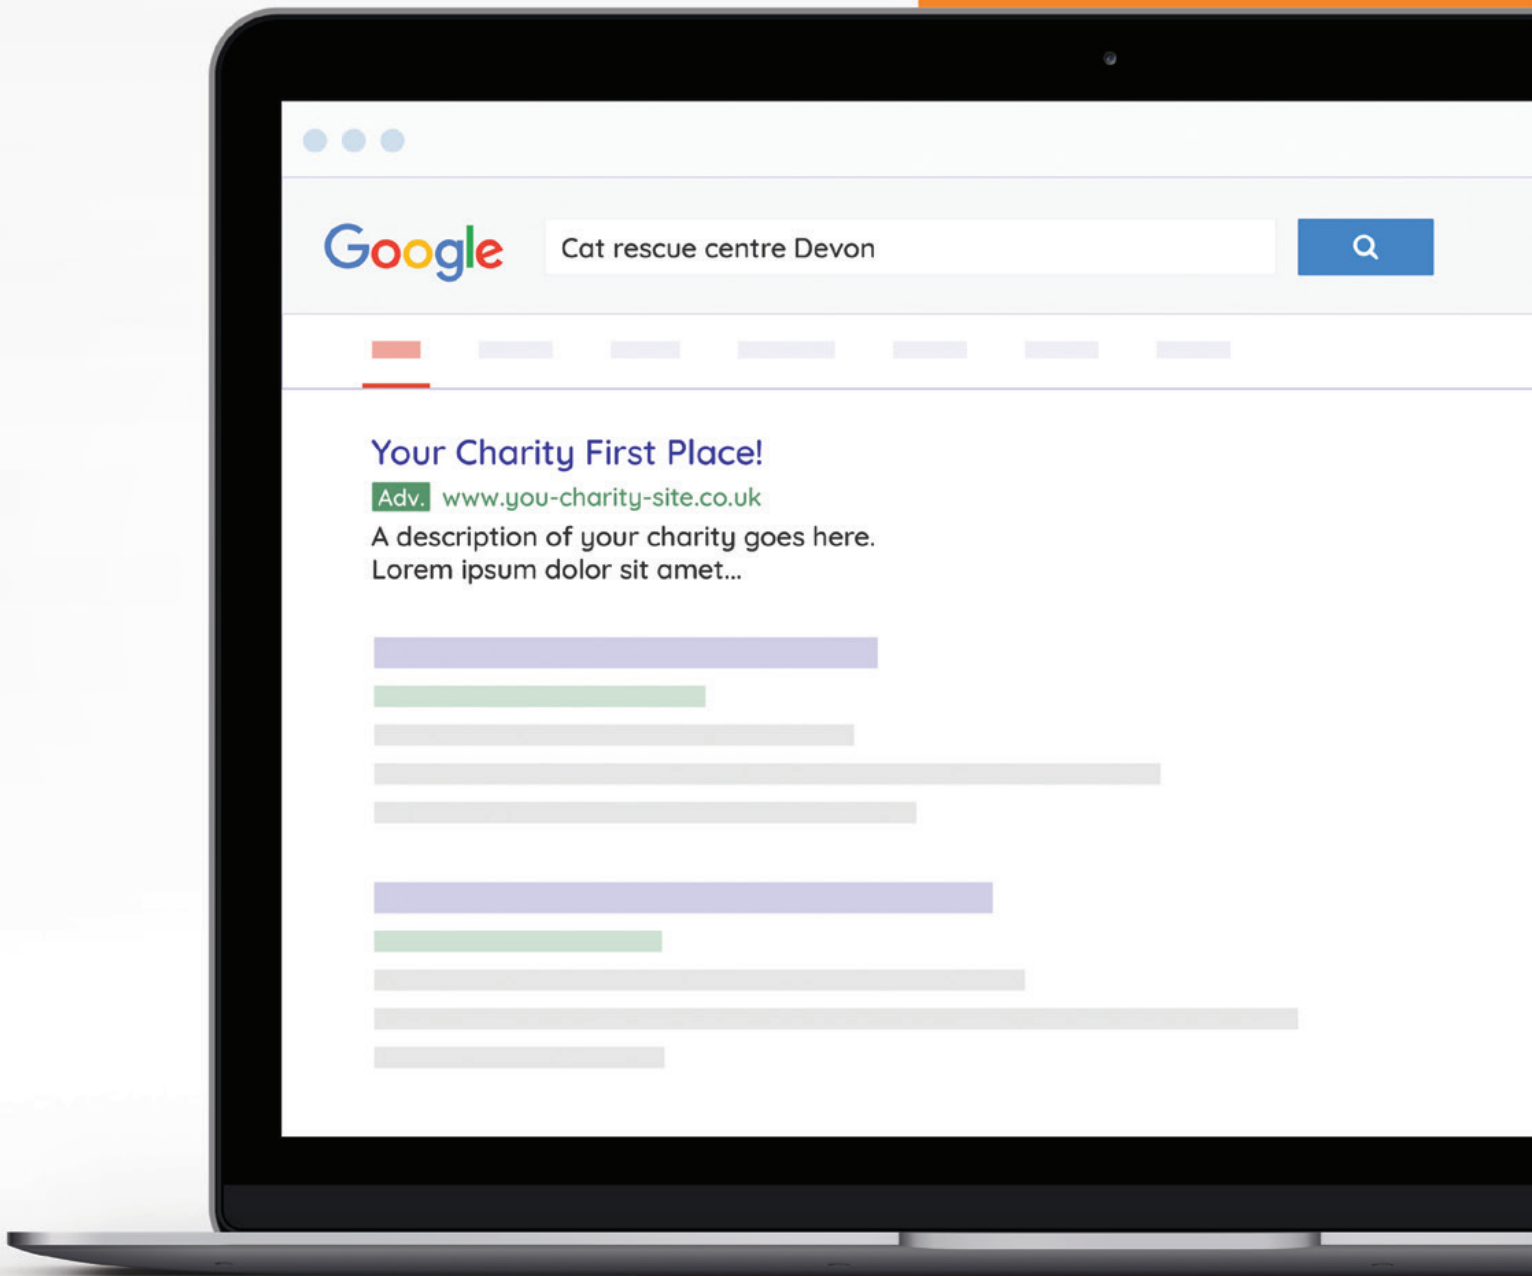 Google
Cat rescue centre Devon
Your Charity First Place!
Adv. www.you-charity-site.co.uk
A description of your charity goes here.
Lorem ipsum dolor sit amet...